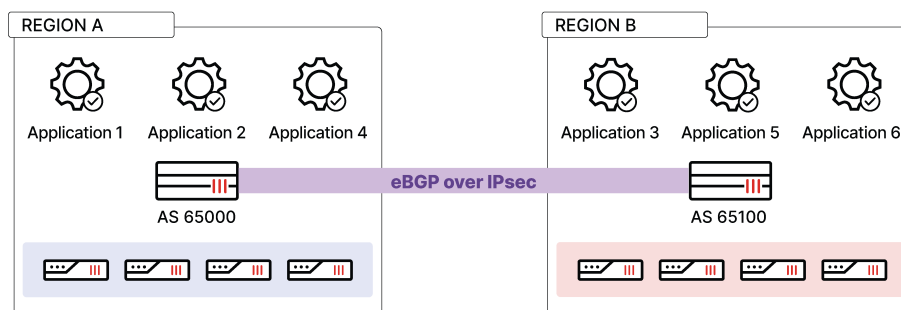 REGION A
REGION B
Application 1
Application 2
Application 4
Application 3
Application 5
Application 6
eBGP over IPsec
AS 65000
AS 65100